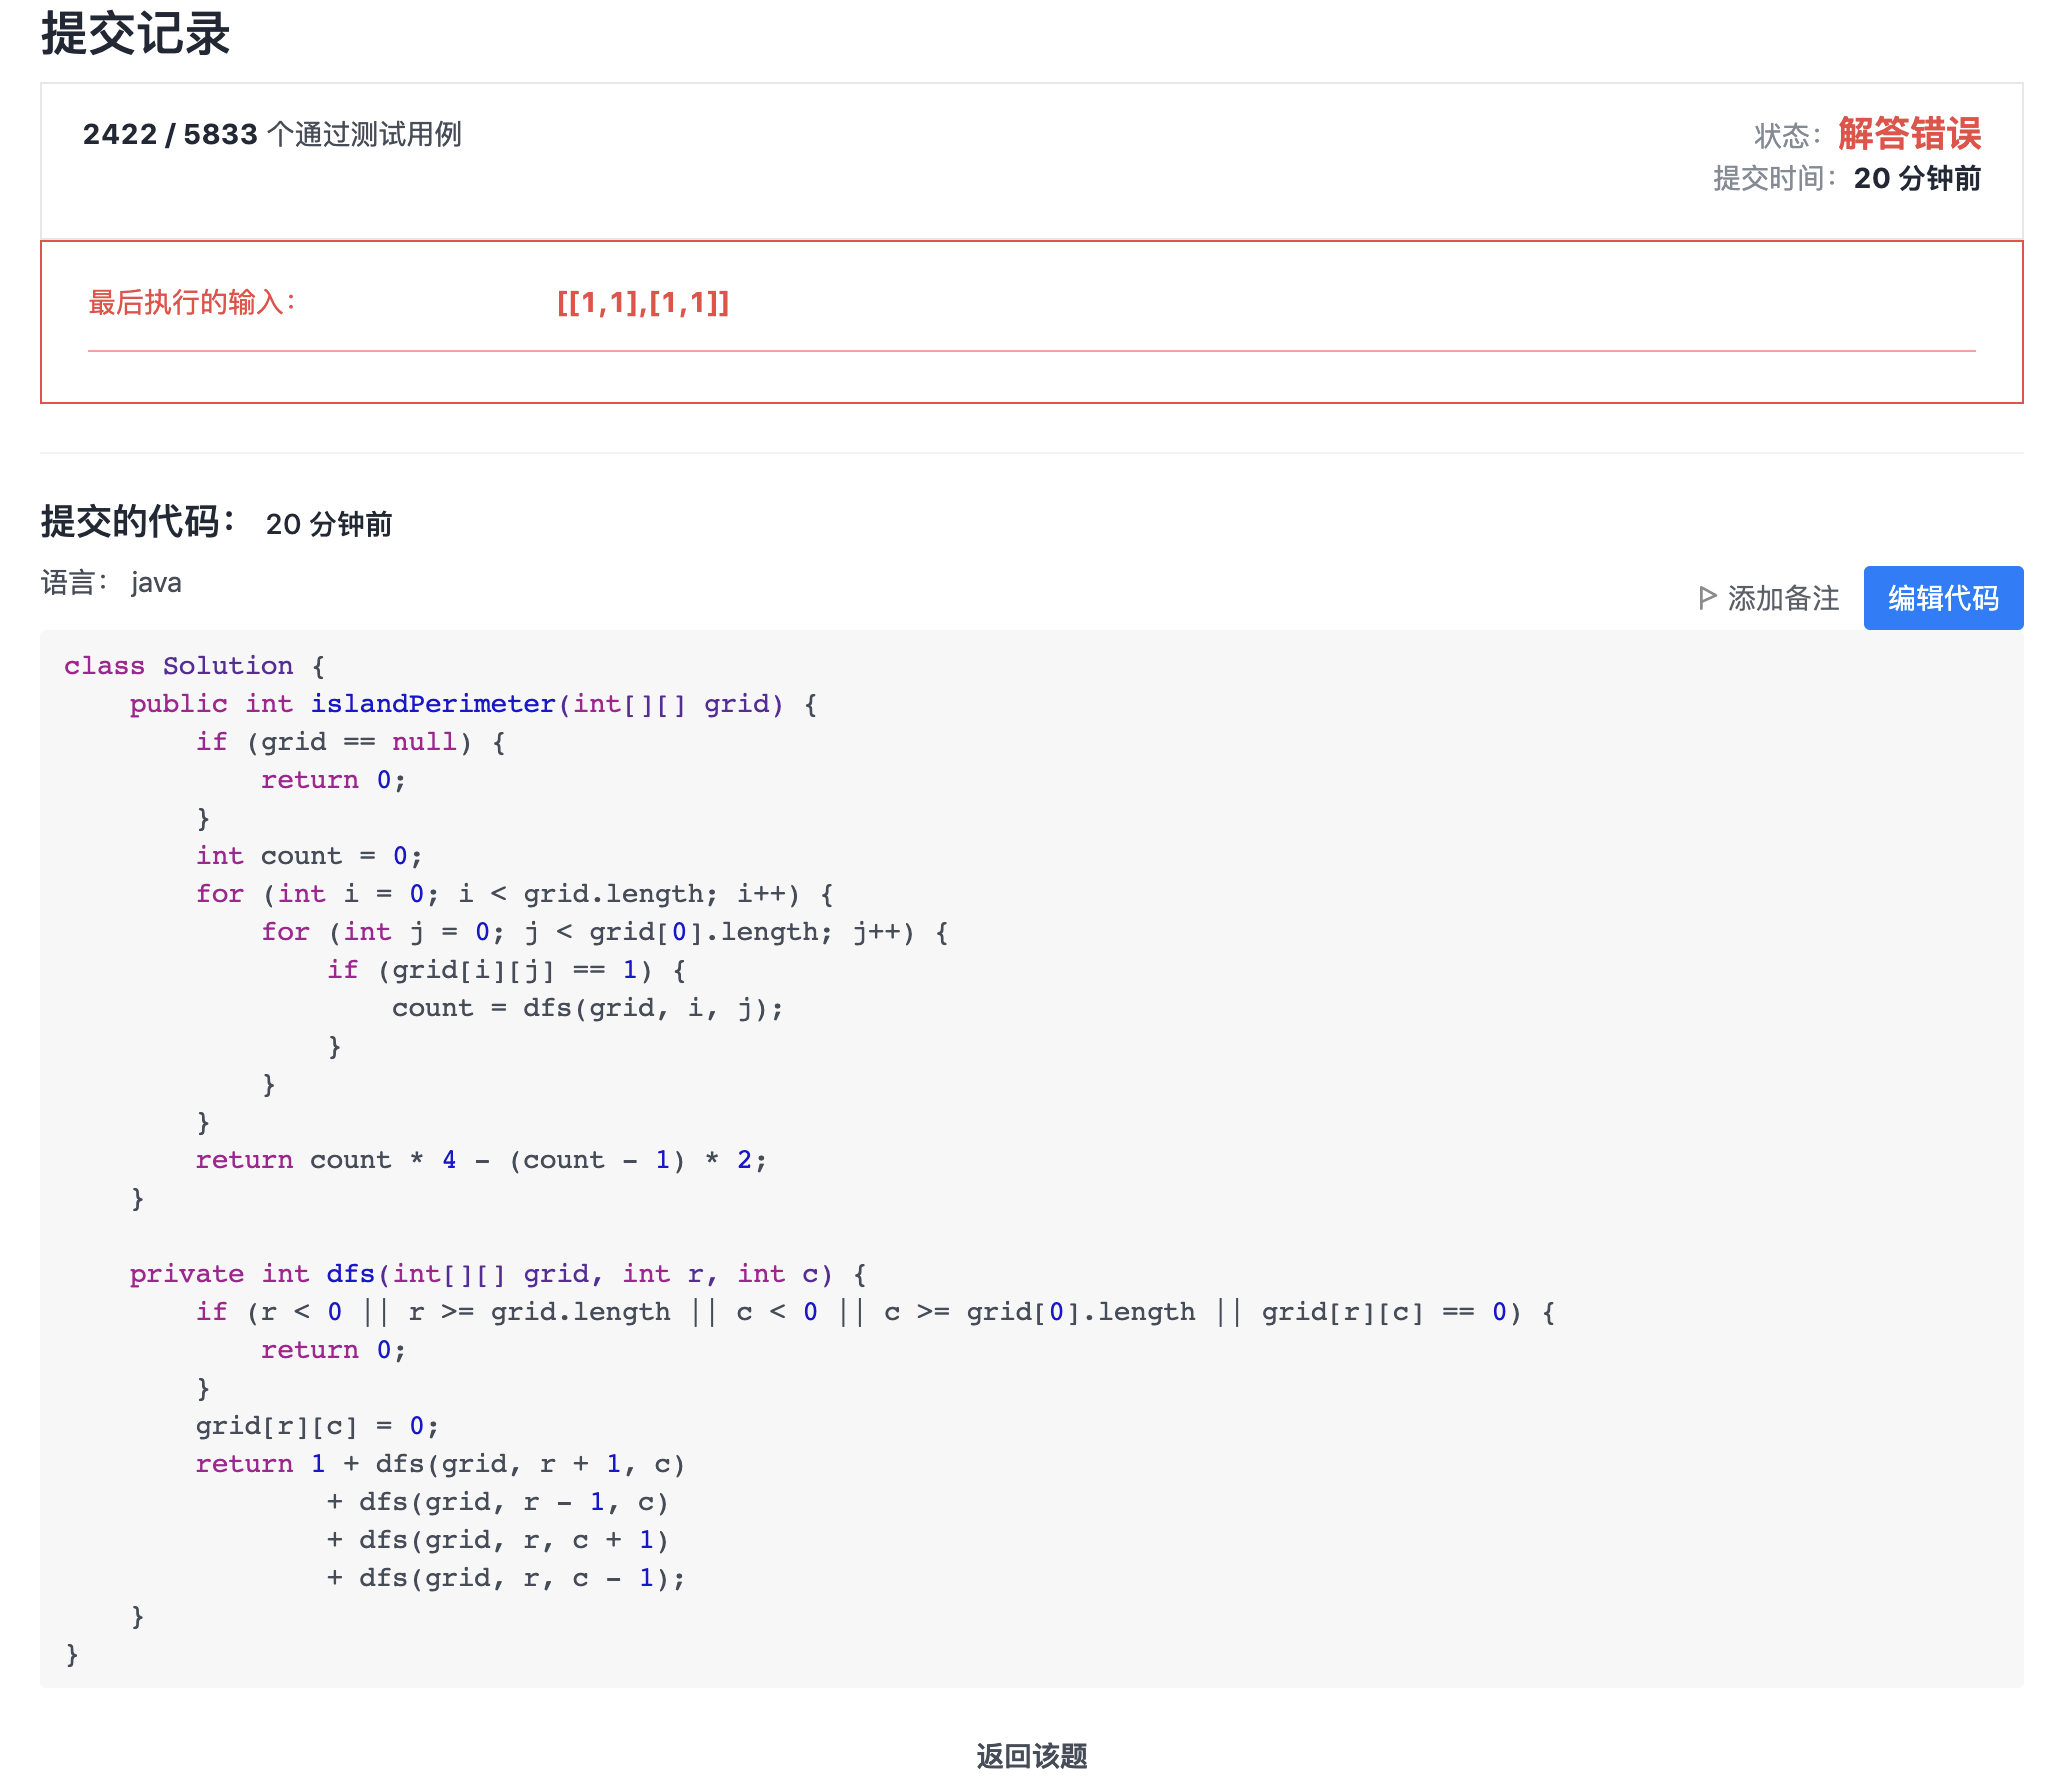 提交记录
2422 / 5833 个通过测试用例
状态：解答错误
提交时间：20 分钟前
最后执行的输入：
[[1,1],[1,1]]
提交的代码： 20 分钟前
语言： java
添加备注
编辑代码
class Solution {
    public int islandPerimeter(int[][] grid) {
        if (grid == null) {
            return 0;
        }
        int count = 0;
        for (int i = 0; i < grid.length; i++) {
            for (int j = 0; j < grid[0].length; j++) {
                if (grid[i][j] == 1) {
                    count = dfs(grid, i, j);
                }
            }
        }
        return count * 4 - (count - 1) * 2;
    }

    private int dfs(int[][] grid, int r, int c) {
        if (r < 0 || r >= grid.length || c < 0 || c >= grid[0].length || grid[r][c] == 0) {
            return 0;
        }
        grid[r][c] = 0;
        return 1 + dfs(grid, r + 1, c)
                + dfs(grid, r - 1, c)
                + dfs(grid, r, c + 1)
                + dfs(grid, r, c - 1);
    }
}
返回该题